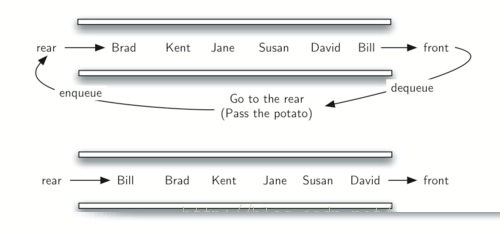 rear Brad Kent Jane Susan David Bill front
enqueue
dequeue
Go to the rear
(Pass the potato)
rear Bill Brad Kent Jane Susan David front